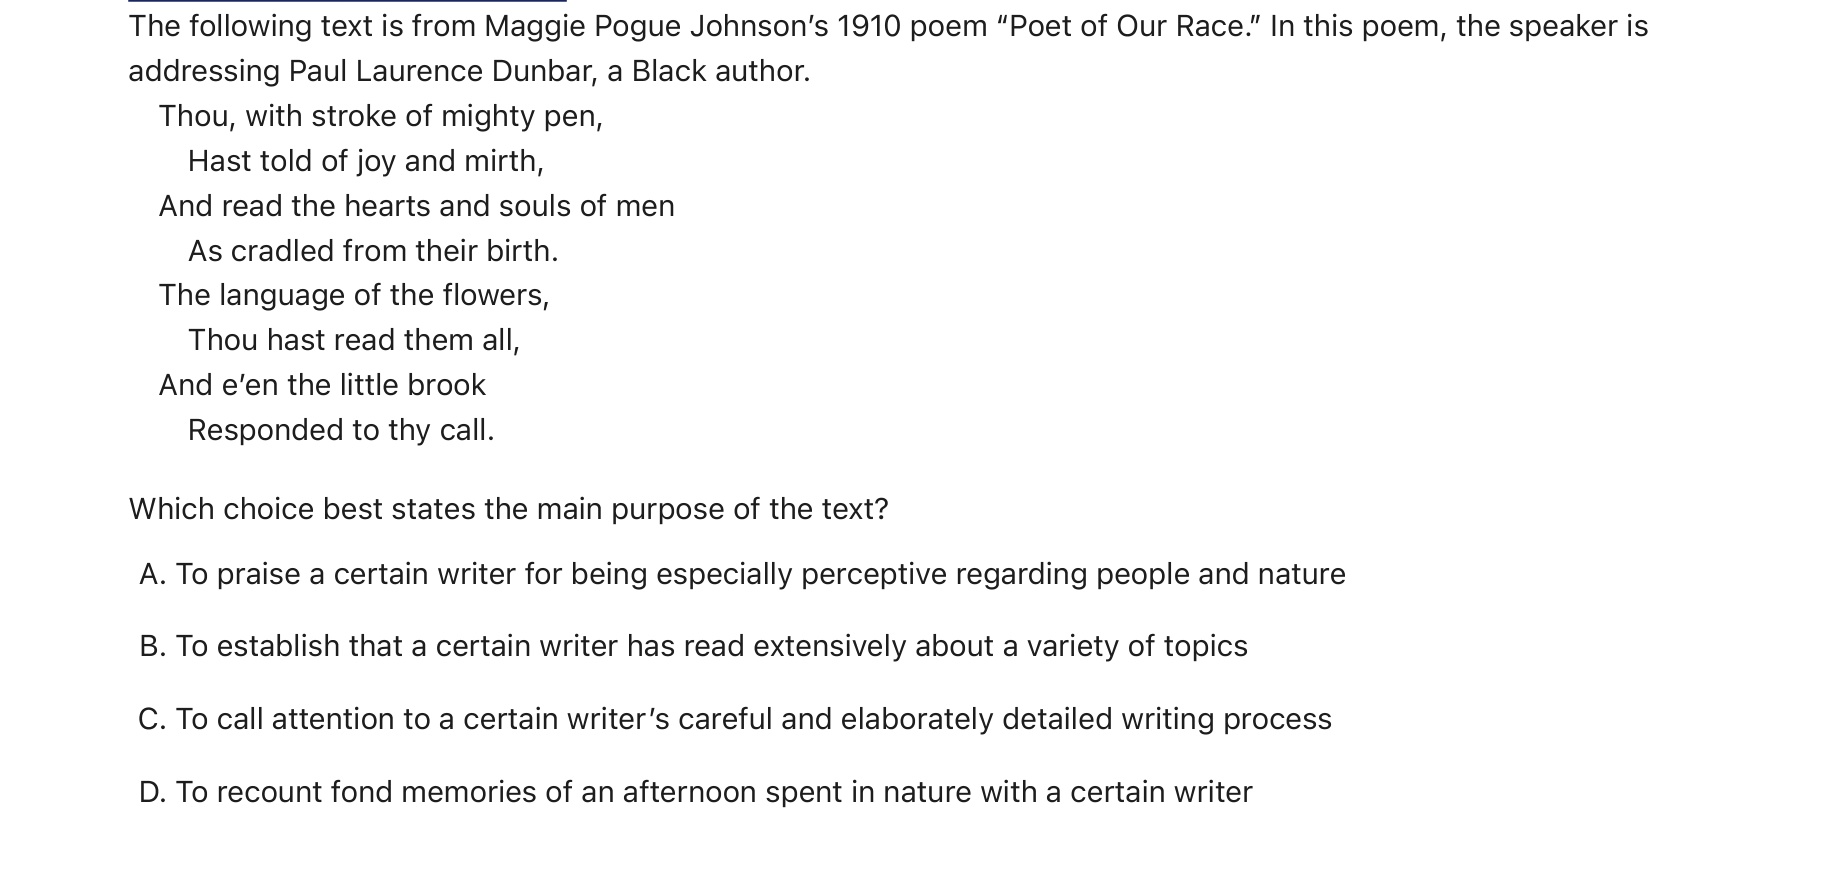 The following text is from Maggie Pogue Johnson’s 1910 poem “Poet of Our Race.” In this poem, the speaker is
addressing Paul Laurence Dunbar, a Black author.
Thou, with stroke of mighty pen,
Hast told of joy and mirth,
And read the hearts and souls of men
As cradled from their birth.
The language of the flowers,
Thou hast read them all,
And e’en the little brook
Responded to thy call.
Which choice best states the main purpose of the text?
A. To praise a certain writer for being especially perceptive regarding people and nature
B. To establish that a certain writer has read extensively about a variety of topics
C. To call attention to a certain writer’s careful and elaborately detailed writing process
D. To recount fond memories of an afternoon spent in nature with a certain writer